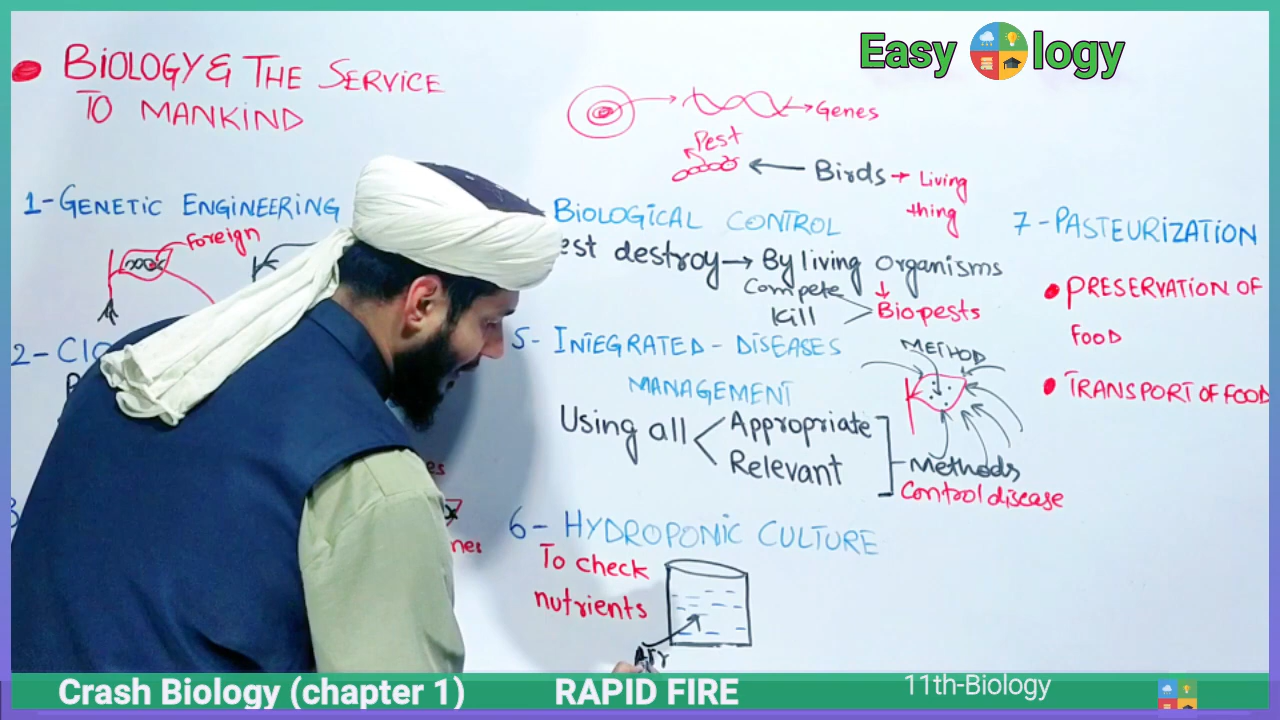 Easy ology
• BIOLOGY & THE SERVICE
TO MANKIND
Genes
Pest
Birds → Living
thing
1-GENETIC ENGINEERING
Foreign
BIOLOGICAL CONTROL
est destroy → By living organisms
Compete
Kill
Biopests
2- Clo
5- INTEGRATED-DISEASES
MANAGEMENT
Using all
Appropriate
Relevant
METHOD
Methods
Control disease
6- HYDROPONIC CULTURE
To check
nutrients
Air
7-PASTEURIZATION
• PRESERVATION OF
FOOD
• TRANSPORT OF FOOD
Crash Biology (chapter 1)
RAPID FIRE
11th-Biology